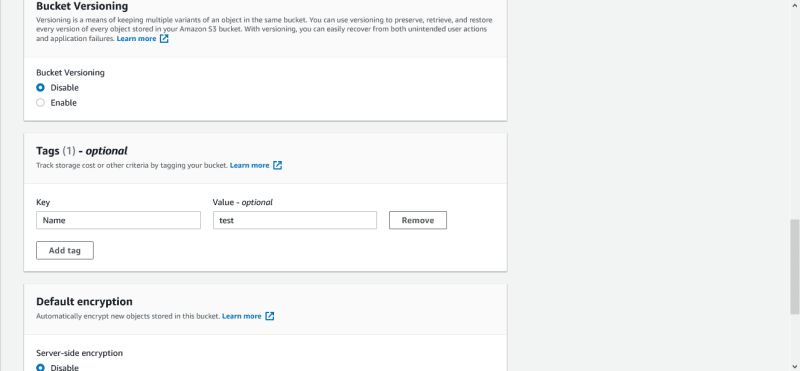 Bucket Versioning
Versioning is a means of keeping multiple variants of an object in the same bucket. You can use versioning to preserve, retrieve, and restore
every version of every object stored in your Amazon S3 bucket. With versioning, you can easily recover from both unintended user actions
and application failures. Learn more
Bucket Versioning
Disable
Enable
Tags (1) - optional
Track storage cost or other criteria by tagging your bucket. Learn more
Key Value - optional
Name test Remove
Add tag
Default encryption
Automatically encrypt new objects stored in this bucket. Learn more
Server-side encryption
Disable